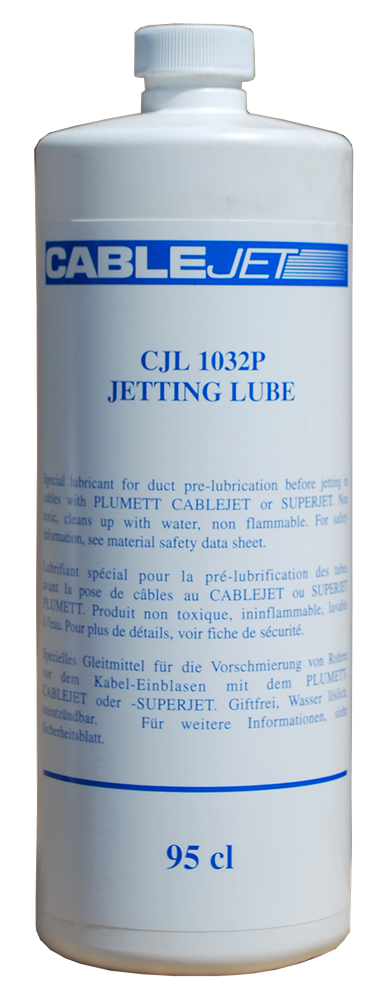 CABLEJET
CJL 1032P
JETTING LUBE
Special lubricant for duct pre-lubrication before jetting
cables with PLUMETT CABLEJET or SUPERJET. Non
toxic, cleans up with water, non flammable. For safety
information, see material safety data sheet.
Lubrifiant spécial pour la pré-lubrification des tubes
avant la pose de câbles au CABLEJET ou SUPERJET
PLUMETT. Produit non toxique, ininflammable, lavable
à l'eau. Pour plus de détails, voir fiche de sécurité.
Spezielles Gleitmittel für die Vorschmierung von Rohren
vor dem Kabel-Einblasen mit dem PLUMETT-
CABLEJET oder -SUPERJET. Giftfrei, Wasser löslich,
unentzündbar. Für weitere Informationen, siehe
Sicherheitsblatt.
95 cl